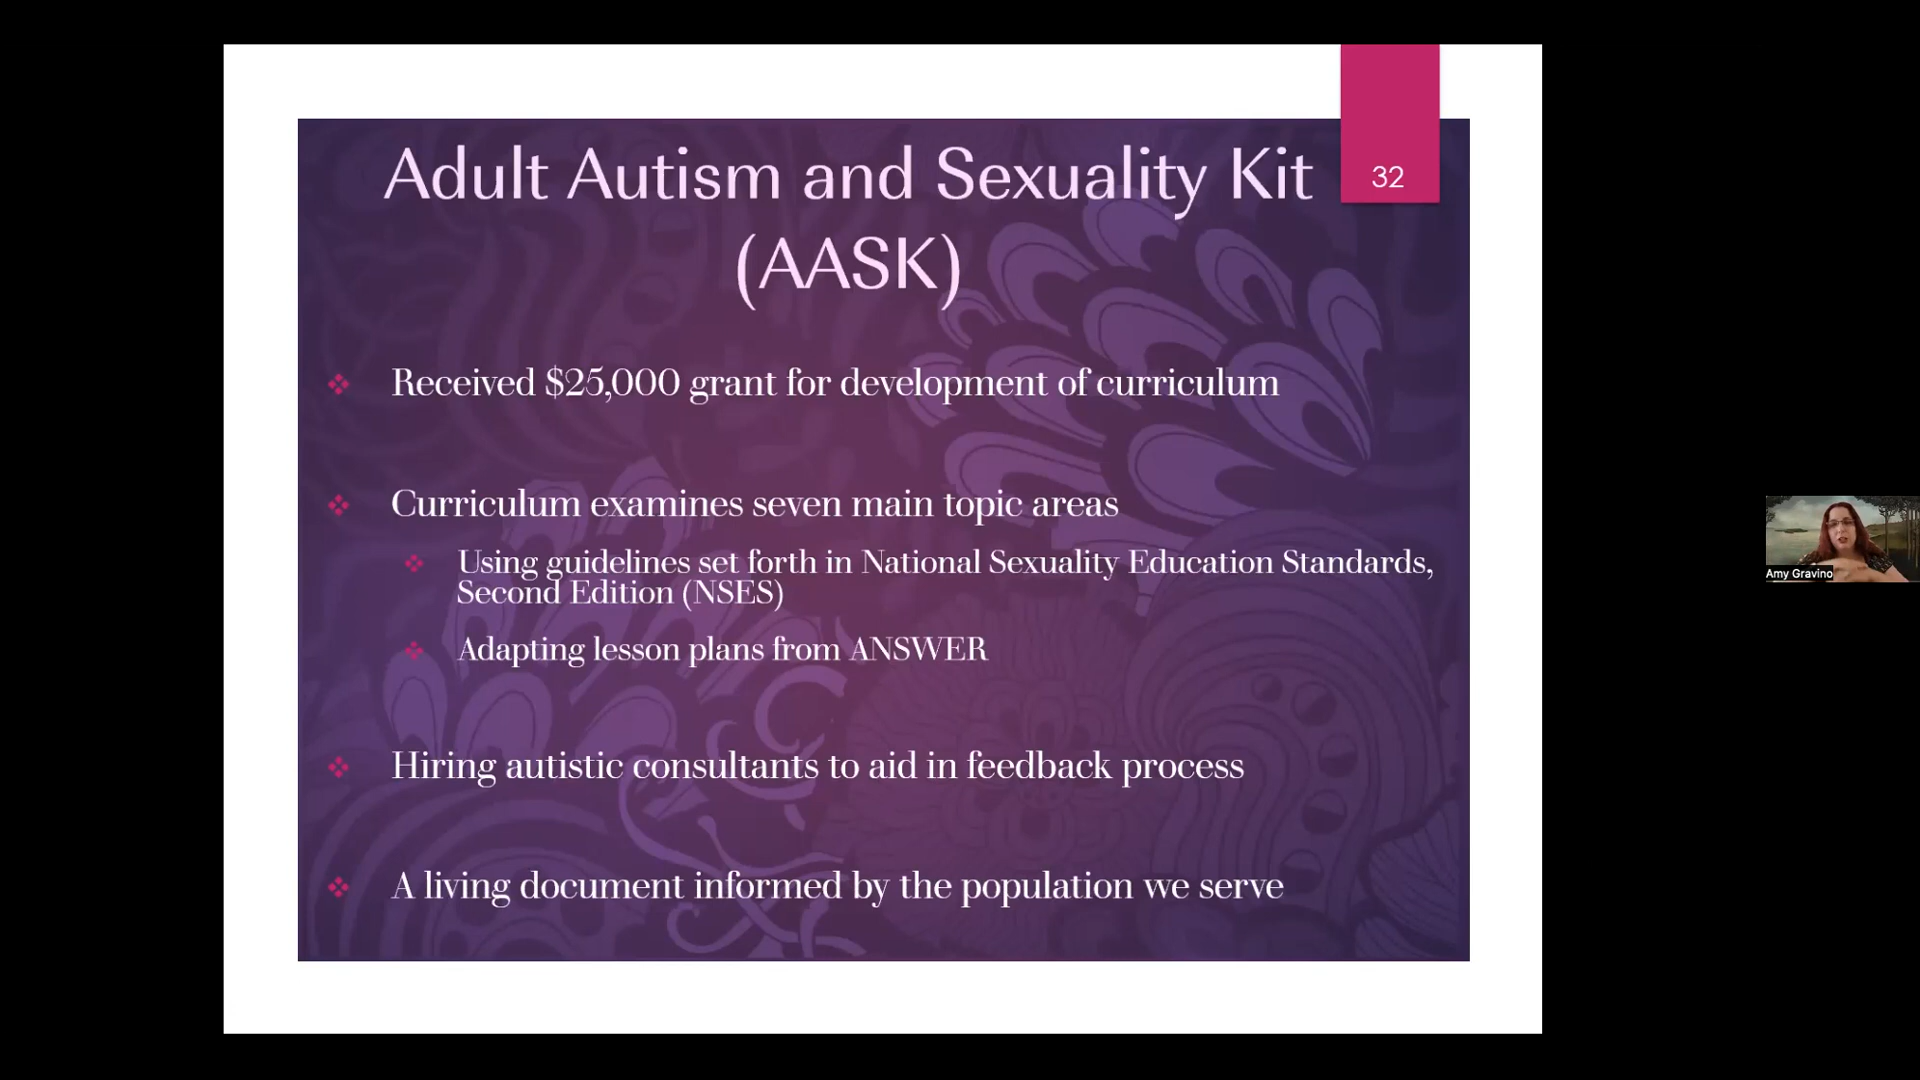 32
Adult Autism and Sexuality Kit
(AASK)
Received $25,000 grant for development of curriculum
Curriculum examines seven main topic areas
Using guidelines set forth in National Sexuality Education Standards,
Second Edition (NSES)
Adapting lesson plans from ANSWER
Hiring autistic consultants to aid in feedback process
A living document informed by the population we serve
Amy Gravino